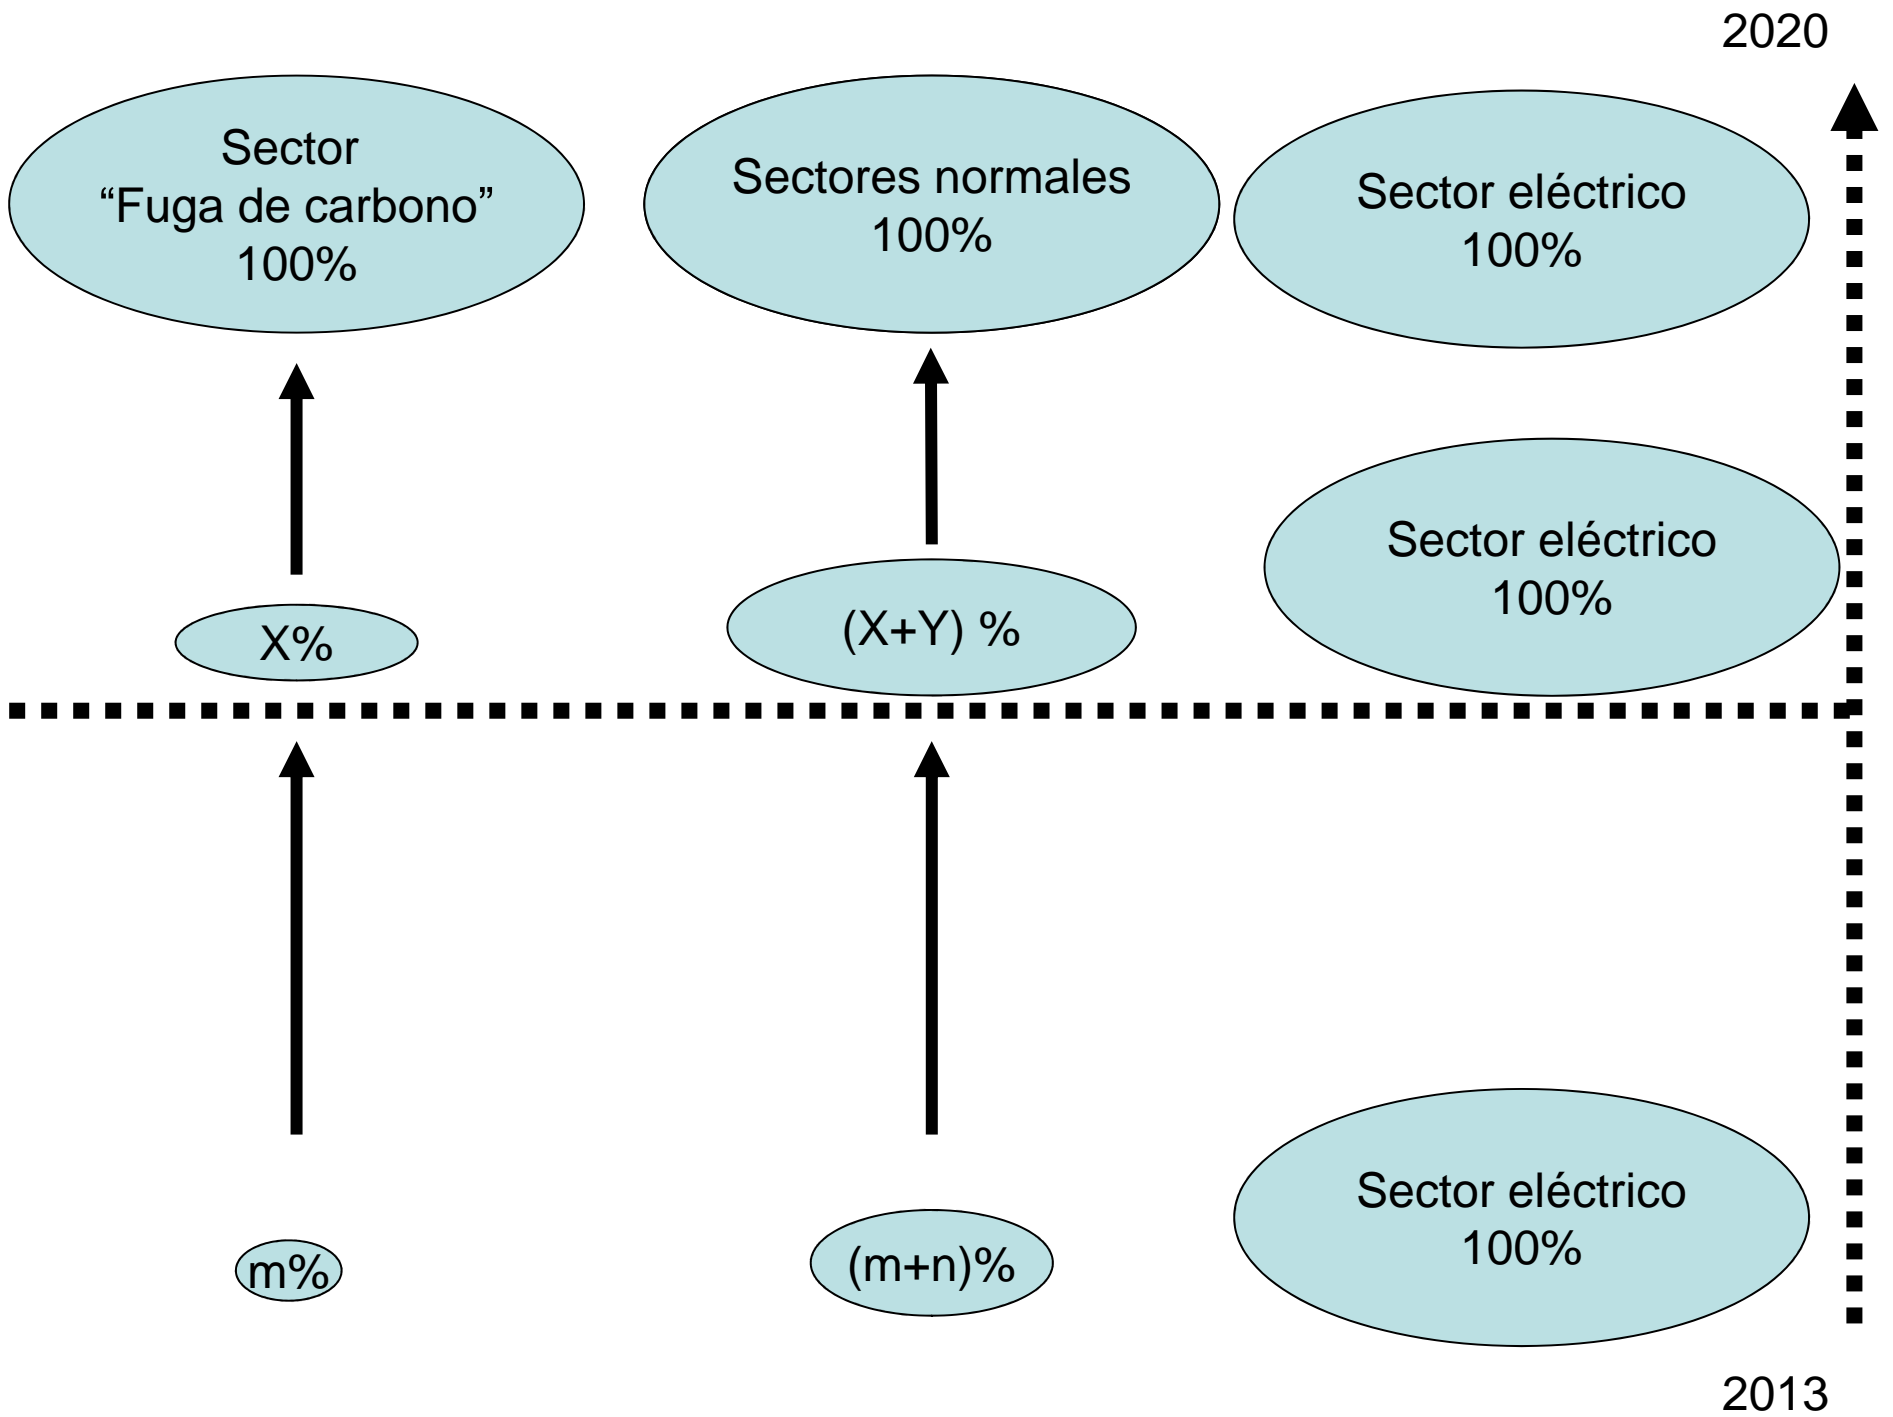 2020
Sector
“Fuga de carbono”
100%
Sectores normales
100%
Sector eléctrico
100%
Sector eléctrico
100%
X%
(X+Y) %
m%
(m+n)%
Sector eléctrico
100%
2013